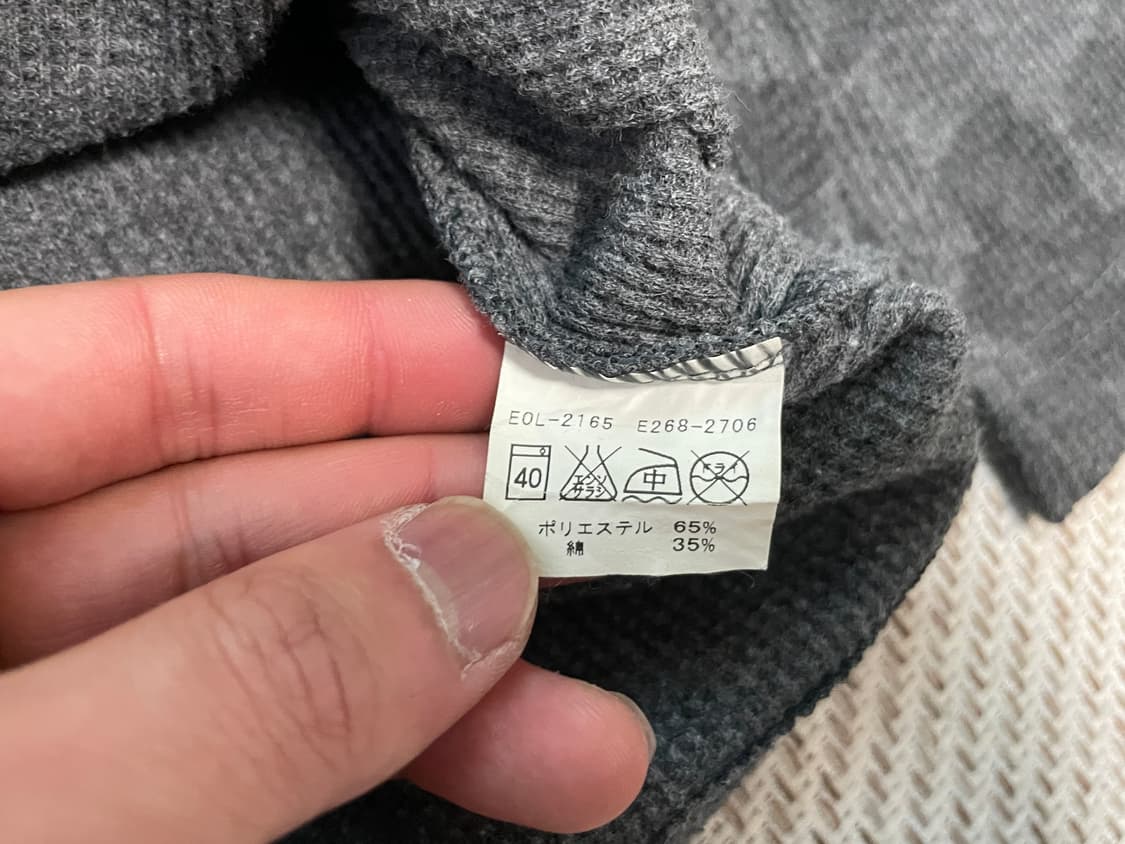 EOL-2165 E268-2706
40 エンソ サラシ 中 ドライ
ポリエステル 65%
綿 35%